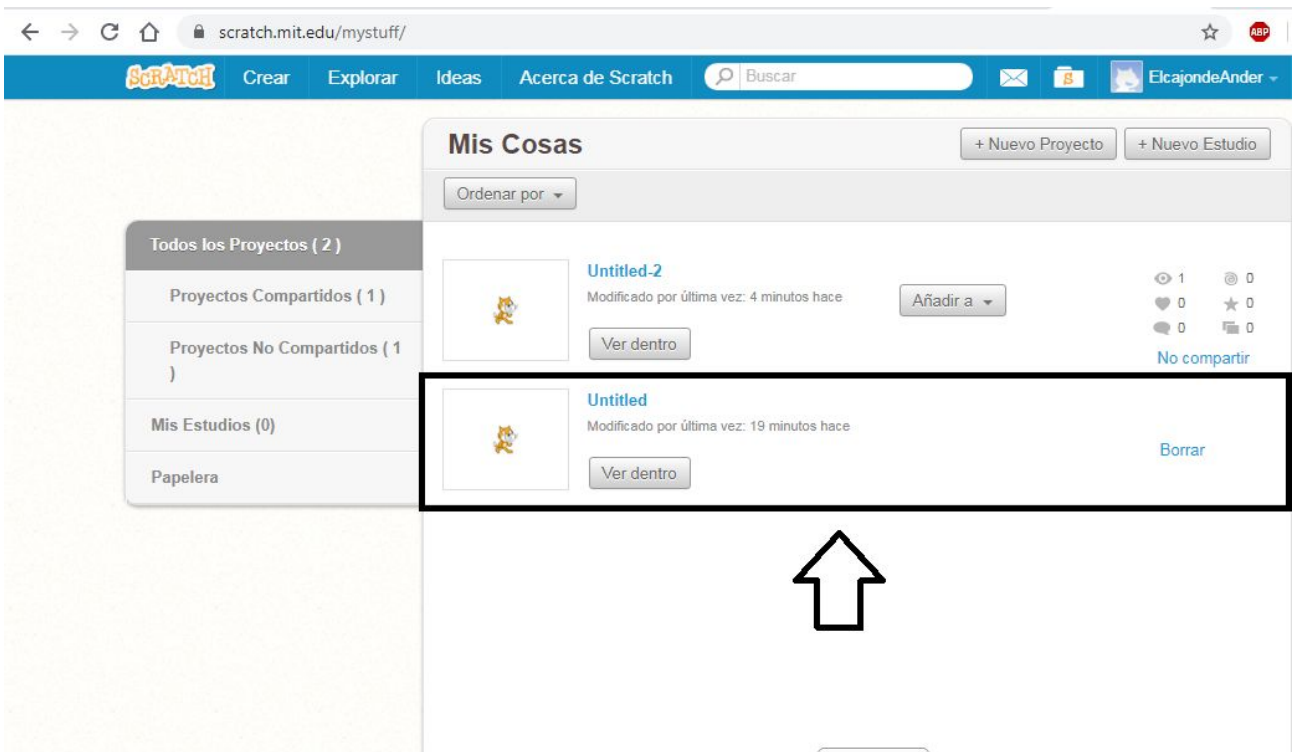 scratch.mit.edu/mystuff/
ABP
SCRATCH Crear Explorar Ideas Acerca de Scratch Buscar S ElcajondeAnder
Mis Cosas + Nuevo Proyecto + Nuevo Estudio
Ordenar por
Todos los Proyectos ( 2 )
Proyectos Compartidos ( 1 )
Proyectos No Compartidos ( 1
)
Mis Estudios (0)
Papelera
Untitled-2
Modificado por última vez: 4 minutos hace
Ver dentro
Añadir a
1 0
0 0
0 0
No compartir
Untitled
Modificado por última vez: 19 minutos hace
Ver dentro
Borrar